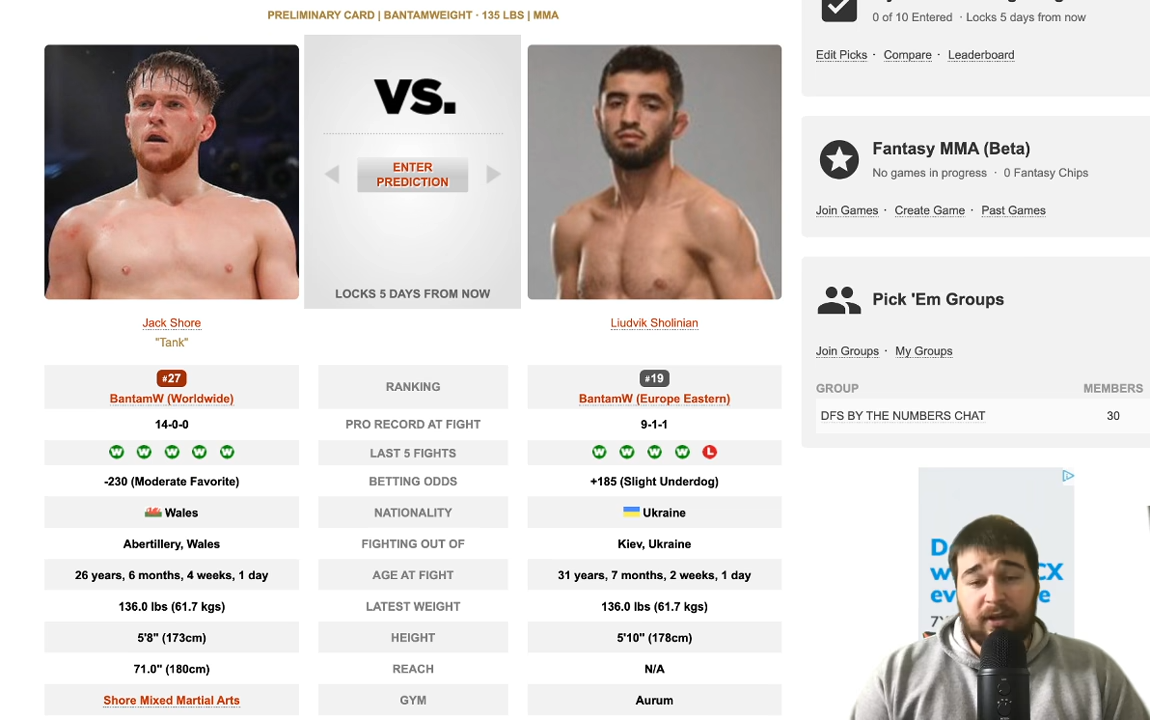 PRELIMINARY CARD | BANTAMWEIGHT · 135 LBS | MMA
VS.
ENTER
PREDICTION
LOCKS 5 DAYS FROM NOW
Jack Shore
"Tank"
Liudvik Sholinian
#27
BantamW (Worldwide)
RANKING
#19
BantamW (Europe Eastern)
14-0-0
PRO RECORD AT FIGHT
9-1-1
W W W W W
LAST 5 FIGHTS
W W W W L
-230 (Moderate Favorite)
BETTING ODDS
+185 (Slight Underdog)
Wales
NATIONALITY
Ukraine
Abertillery, Wales
FIGHTING OUT OF
Kiev, Ukraine
26 years, 6 months, 4 weeks, 1 day
AGE AT FIGHT
31 years, 7 months, 2 weeks, 1 day
136.0 lbs (61.7 kgs)
LATEST WEIGHT
136.0 lbs (61.7 kgs)
5'8" (173cm)
HEIGHT
5'10" (178cm)
71.0" (180cm)
REACH
N/A
Shore Mixed Martial Arts
GYM
Aurum
0 of 10 Entered · Locks 5 days from now
Edit Picks · Compare · Leaderboard
Fantasy MMA (Beta)
No games in progress · 0 Fantasy Chips
Join Games · Create Game · Past Games
Pick 'Em Groups
Join Groups · My Groups
GROUP MEMBERS
DFS BY THE NUMBERS CHAT 30